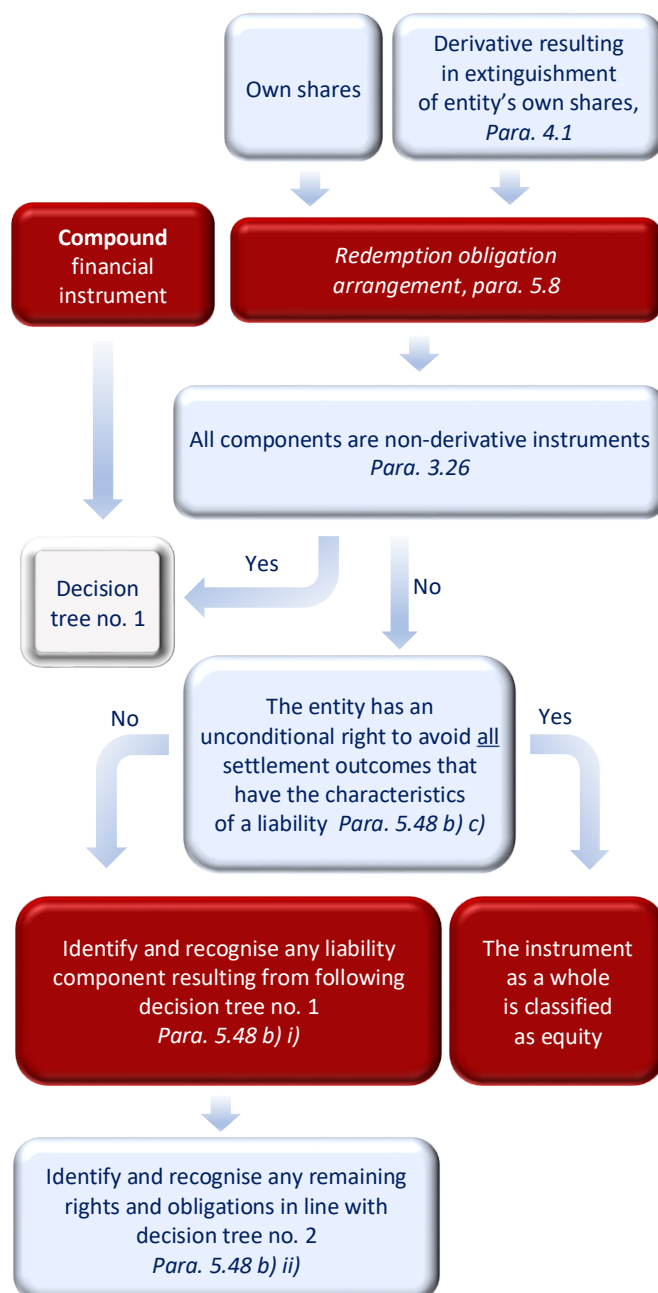 Own shares
Derivative resulting
in extinguishment
of entity's own shares,
Para. 4.1
Compound
financial
instrument
Redemption obligation
arrangement, para. 5.8
All components are non-derivative instruments
Para. 3.26
Yes
No
Decision
tree no. 1
No
The entity has an
unconditional right to avoid all
settlement outcomes that
have the characteristics
of a liability Para. 5.48 b) c)
Yes
Identify and recognise any liability
component resulting from following
decision tree no. 1
Para. 5.48 b) i)
The instrument
as a whole
is classified
as equity
Identify and recognise any remaining
rights and obligations in line with
decision tree no. 2
Para. 5.48 b) ii)